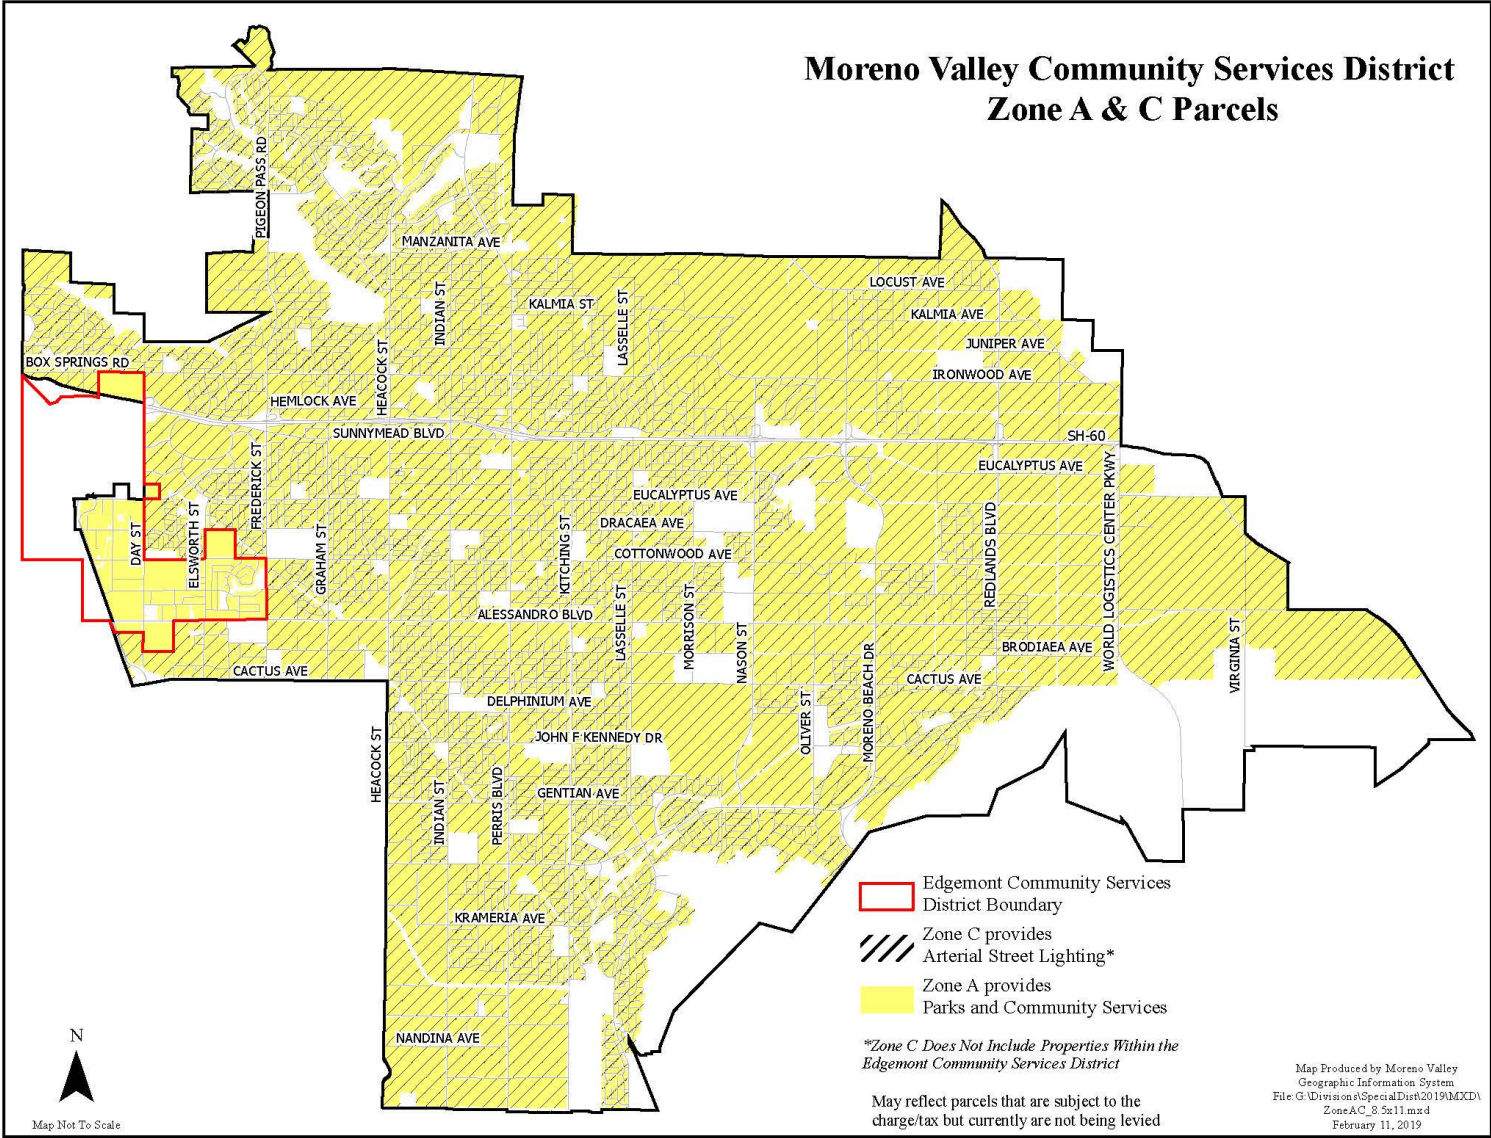 Moreno Valley Community Services District
Zone A & C Parcels
PIGEON PASS RD
MANZANITA AVE
LOCUST AVE
INDIAN ST
KALMIA ST
LASSELLE ST
KALMIA AVE
JUNIPER AVE
HEACOCK ST
BOX SPRINGS RD
IRONWOOD AVE
HEMLOCK AVE
SUNNYMEAD BLVD
SH-60
FREDERICK ST
EUCALYPTUS AVE
WORLD LOGISTICS CENTER PKWY
EUCALYPTUS AVE
DRACAEA AVE
DAY ST
ELSWORTH ST
GRAHAM ST
KITCHING ST
COTTONWOOD AVE
REDLANDS BLVD
ALESSANDRO BLVD
LASSELLE ST
MORRISON ST
NASON ST
BRODIAEA AVE
VIRGINIA ST
CACTUS AVE
CACTUS AVE
MORENO BEACH DR
DELPHINIUM AVE
OLIVER ST
JOHN F KENNEDY DR
HEACOCK ST
GENTIAN AVE
INDIAN ST
PERRIS BLVD
KRAMERIA AVE
NANDINA AVE
Edgemont Community Services
District Boundary
Zone C provides
Arterial Street Lighting*
Zone A provides
Parks and Community Services
*Zone C Does Not Include Properties Within the
Edgemont Community Services District
May reflect parcels that are subject to the
charge/tax but currently are not being levied
N
Map Not To Scale
Map Produced by Moreno Valley
Geographic Information System
File:G:\Divisions\SpecialDist\2019\MXD\
ZoneAC_8.5x11.mxd
February 11, 2019